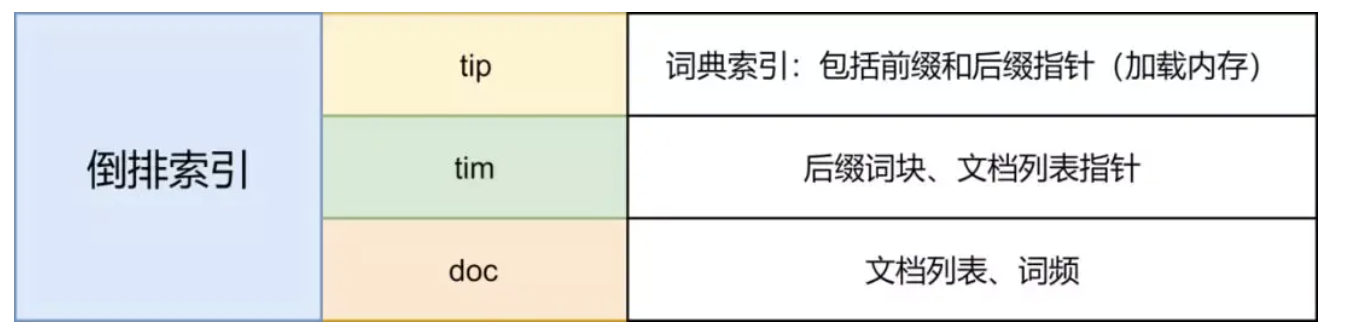 倒排索引
tip
词典索引：包括前缀和后缀指针（加载内存）
tim
后缀词块、文档列表指针
doc
文档列表、词频